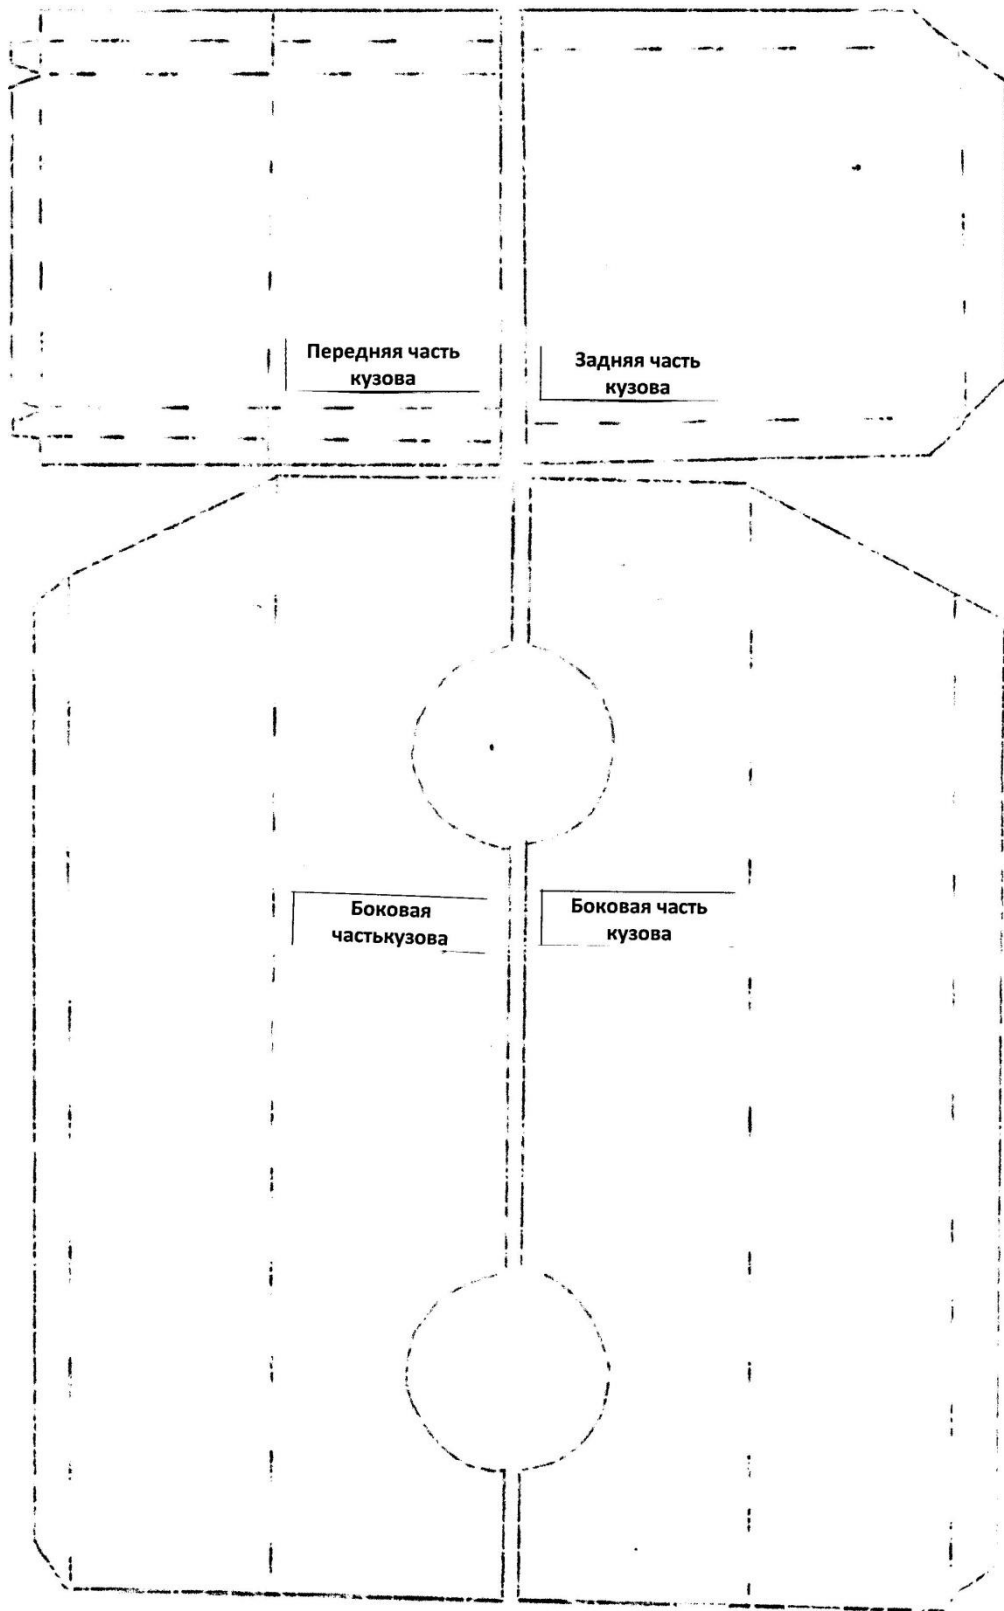 Передняя часть
кузова
Задняя часть
кузова
Боковая
частькузова
Боковая часть
кузова